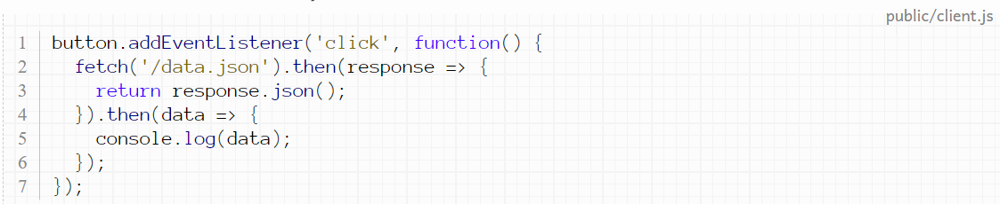 public/client.js
1 button.addEventListener('click', function() {
2   fetch('/data.json').then(response => {
3     return response.json();
4   }).then(data => {
5     console.log(data);
6   });
7 });